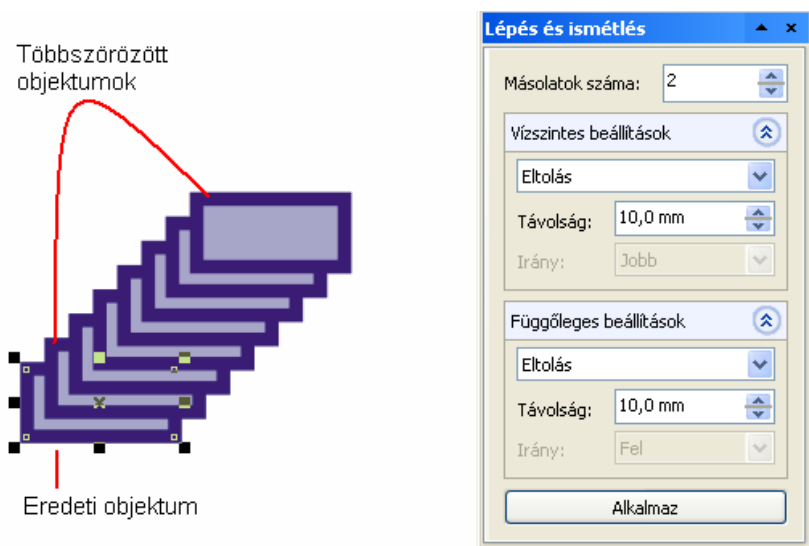 Többszörözött
objektumok
Eredeti objektum
Lépés és ismétlés
Másolatok száma: 2
Vízszintes beállítások
Eltolás
Távolság: 10,0 mm
Irány: Jobb
Függőleges beállítások
Eltolás
Távolság: 10,0 mm
Irány: Fel
Alkalmaz